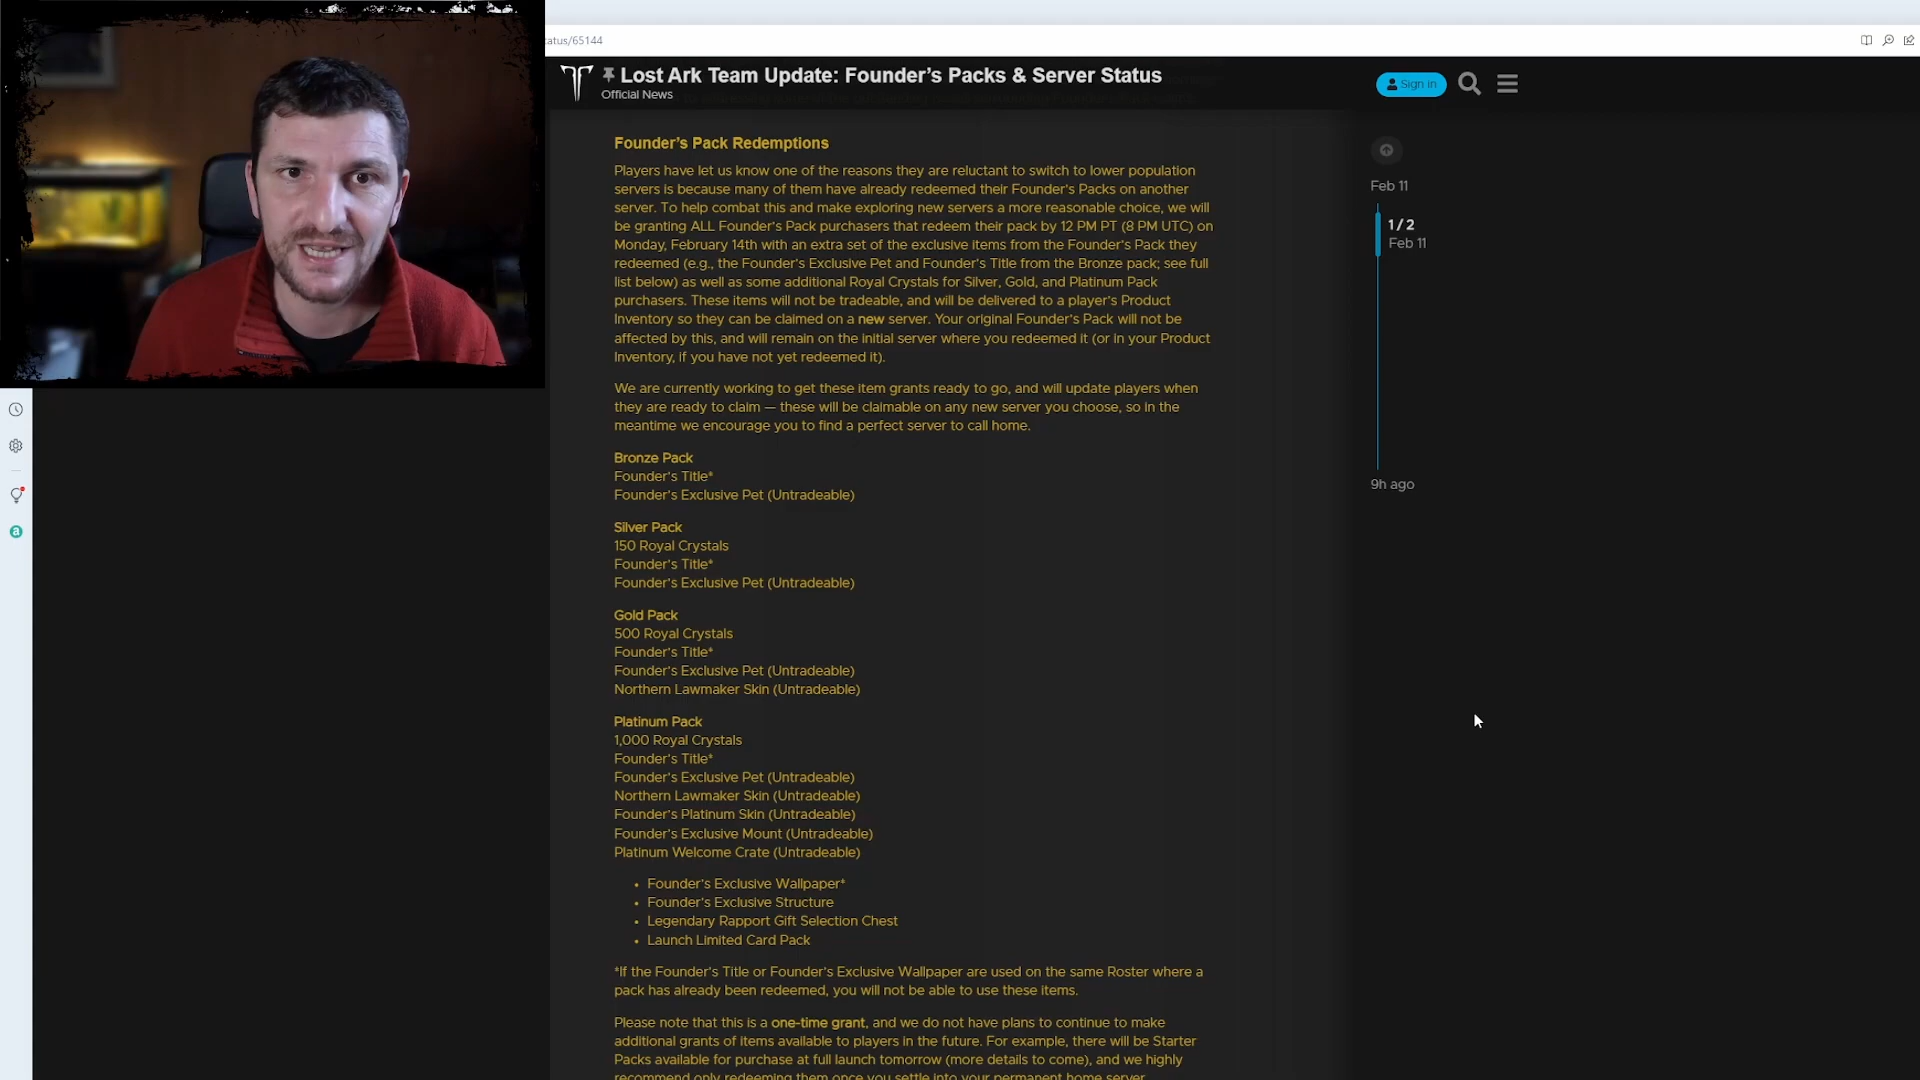 atus/65144
Lost Ark Team Update: Founder's Packs & Server Status
Official News
Sign in
Founder's Pack Redemptions
Players have let us know one of the reasons they are reluctant to switch to lower population
servers is because many of them have already redeemed their Founder's Packs on another
server. To help combat this and make exploring new servers a more reasonable choice, we will
be granting ALL Founder's Pack purchasers that redeem their pack by 12 PM PT (8 PM UTC) on
Monday, February 14th with an extra set of the exclusive items from the Founder's Pack they
redeemed (e.g., the Founder's Exclusive Pet and Founder's Title from the Bronze pack; see full
list below) as well as some additional Royal Crystals for Silver, Gold, and Platinum Pack
purchasers. These items will not be tradeable, and will be delivered to a player's Product
Inventory so they can be claimed on a new server. Your original Founder's Pack will not be
affected by this, and will remain on the initial server where you redeemed it (or in your Product
Inventory, if you have not yet redeemed it).
We are currently working to get these item grants ready to go, and will update players when
they are ready to claim — these will be claimable on any new server you choose, so in the
meantime we encourage you to find a perfect server to call home.
Bronze Pack
Founder's Title*
Founder's Exclusive Pet (Untradeable)
Silver Pack
150 Royal Crystals
Founder's Title*
Founder's Exclusive Pet (Untradeable)
Gold Pack
500 Royal Crystals
Founder's Title*
Founder's Exclusive Pet (Untradeable)
Northern Lawmaker Skin (Untradeable)
Platinum Pack
1,000 Royal Crystals
Founder's Title*
Founder's Exclusive Pet (Untradeable)
Northern Lawmaker Skin (Untradeable)
Founder's Platinum Skin (Untradeable)
Founder's Exclusive Mount (Untradeable)
Platinum Welcome Crate (Untradeable)
• Founder's Exclusive Wallpaper*
• Founder's Exclusive Structure
• Legendary Rapport Gift Selection Chest
• Launch Limited Card Pack
*If the Founder's Title or Founder's Exclusive Wallpaper are used on the same Roster where a
pack has already been redeemed, you will not be able to use these items.
Please note that this is a one-time grant, and we do not have plans to continue to make
additional grants of items available to players in the future. For example, there will be Starter
Packs available for purchase at full launch tomorrow (more details to come), and we highly
recommend only redeeming them once you settle into your permanent home server.
Feb 11
1/2
Feb 11
9h ago
a